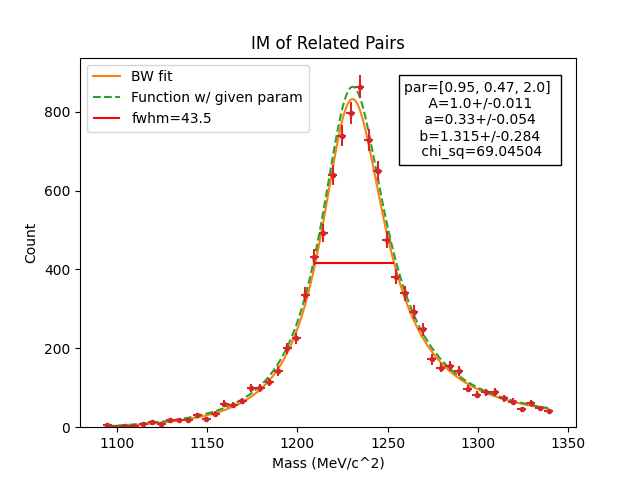 IM of Related Pairs
BW fit
Function w/ given param
fwhm=43.5
par=[0.95, 0.47, 2.0]
A=1.0+/-0.011
a=0.33+/-0.054
b=1.315+/-0.284
chi_sq=69.04504
Count
800
600
400
200
0
1100
1150
1200
1250
1300
1350
Mass (MeV/c^2)